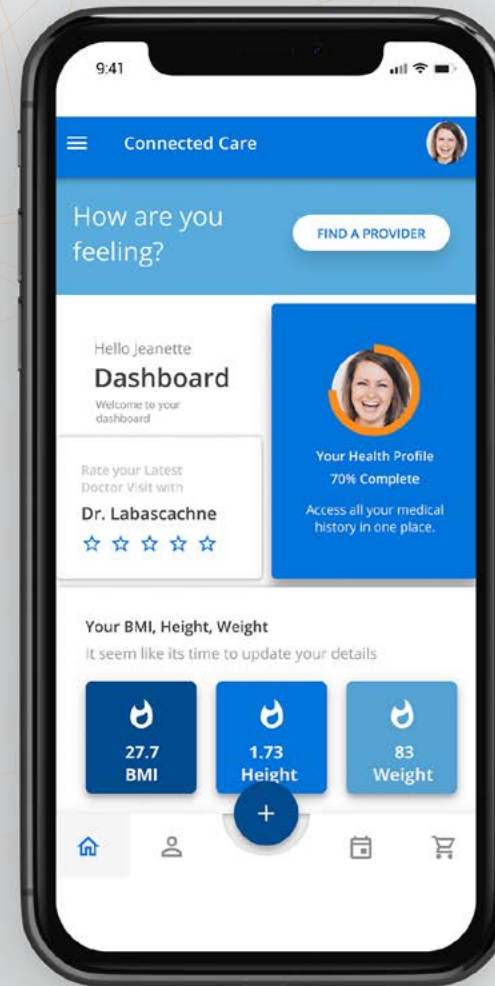 9:41
Connected Care
How are you
feeling?
FIND A PROVIDER
Hello Jeanette
Dashboard
Welcome to your
dashboard
Rate your Latest
Doctor Visit with
Dr. Labascachne
Your Health Profile
70% Complete
Access all your medical
history in one place.
Your BMI, Height, Weight
It seem like its time to update your details
27.7
BMI
1.73
Height
83
Weight